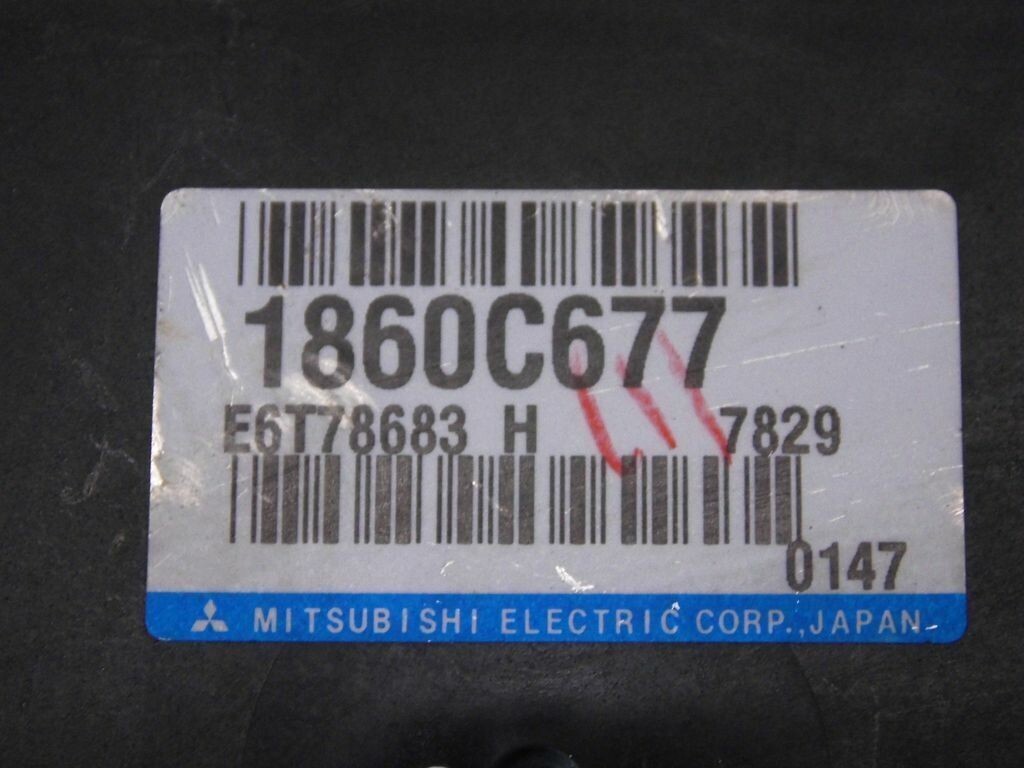 1860C677
E6T78683 H 7829
0147
MITSUBISHI ELECTRIC CORP., JAPAN